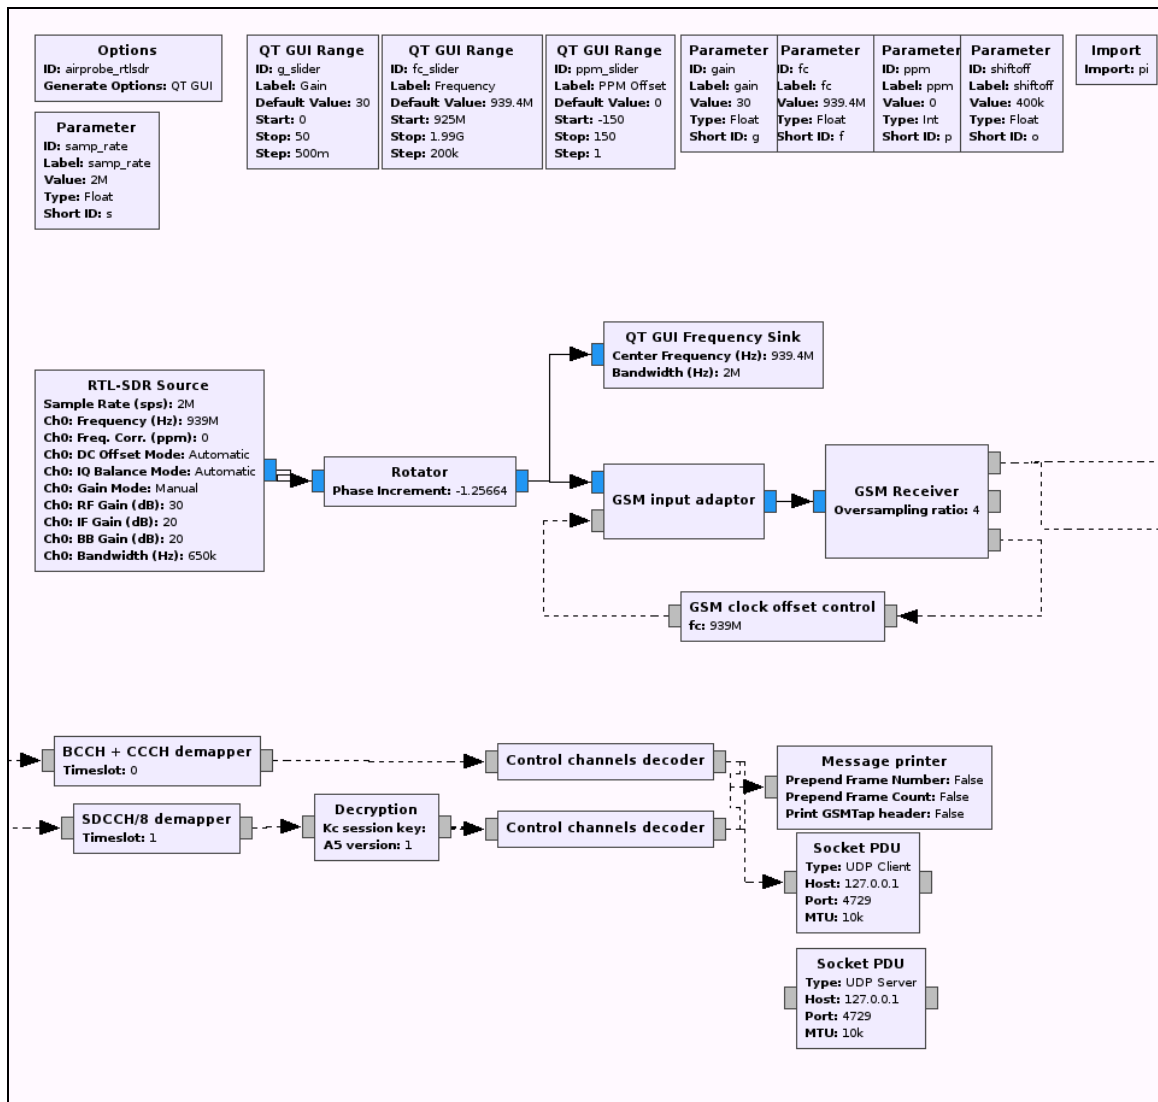 Options
ID: airprobe_rtlsdr
Generate Options: QT GUI
Parameter
ID: samp_rate
Label: samp_rate
Value: 2M
Type: Float
Short ID: s
QT GUI Range
ID: g_slider
Label: Gain
Default Value: 30
Start: 0
Stop: 50
Step: 500m
QT GUI Range
ID: fc_slider
Label: Frequency
Default Value: 939.4M
Start: 925M
Stop: 1.99G
Step: 200k
QT GUI Range
ID: ppm_slider
Label: PPM Offset
Default Value: 0
Start: -150
Stop: 150
Step: 1
Parameter
ID: gain
Label: gain
Value: 30
Type: Float
Short ID: g
Parameter
ID: fc
Label: fc
Value: 939.4M
Type: Float
Short ID: f
Parameter
ID: ppm
Label: ppm
Value: 0
Type: Int
Short ID: p
Parameter
ID: shiftoff
Label: shiftoff
Value: 400k
Type: Float
Short ID: o
Import
Import: pi
RTL-SDR Source
Sample Rate (sps): 2M
Ch0: Frequency (Hz): 939M
Ch0: Freq. Corr. (ppm): 0
Ch0: DC Offset Mode: Automatic
Ch0: IQ Balance Mode: Automatic
Ch0: Gain Mode: Manual
Ch0: RF Gain (dB): 30
Ch0: IF Gain (dB): 20
Ch0: BB Gain (dB): 20
Ch0: Bandwidth (Hz): 650k
Rotator
Phase Increment: -1.25664
QT GUI Frequency Sink
Center Frequency (Hz): 939.4M
Bandwidth (Hz): 2M
GSM input adaptor
GSM Receiver
Oversampling ratio: 4
GSM clock offset control
fc: 939M
BCCH + CCCH demapper
Timeslot: 0
Control channels decoder
Message printer
Prepend Frame Number: False
Prepend Frame Count: False
Print GSMTap header: False
SDCCH/8 demapper
Timeslot: 1
Decryption
Kc session key:
A5 version: 1
Control channels decoder
Socket PDU
Type: UDP Client
Host: 127.0.0.1
Port: 4729
MTU: 10k
Socket PDU
Type: UDP Server
Host: 127.0.0.1
Port: 4729
MTU: 10k